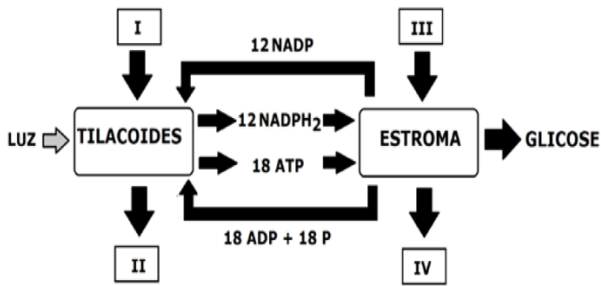 I
III
12 NADP
LUZ
TILACOIDES
12 NADPH2
18 ATP
ESTROMA
GLICOSE
18 ADP + 18 P
II
IV